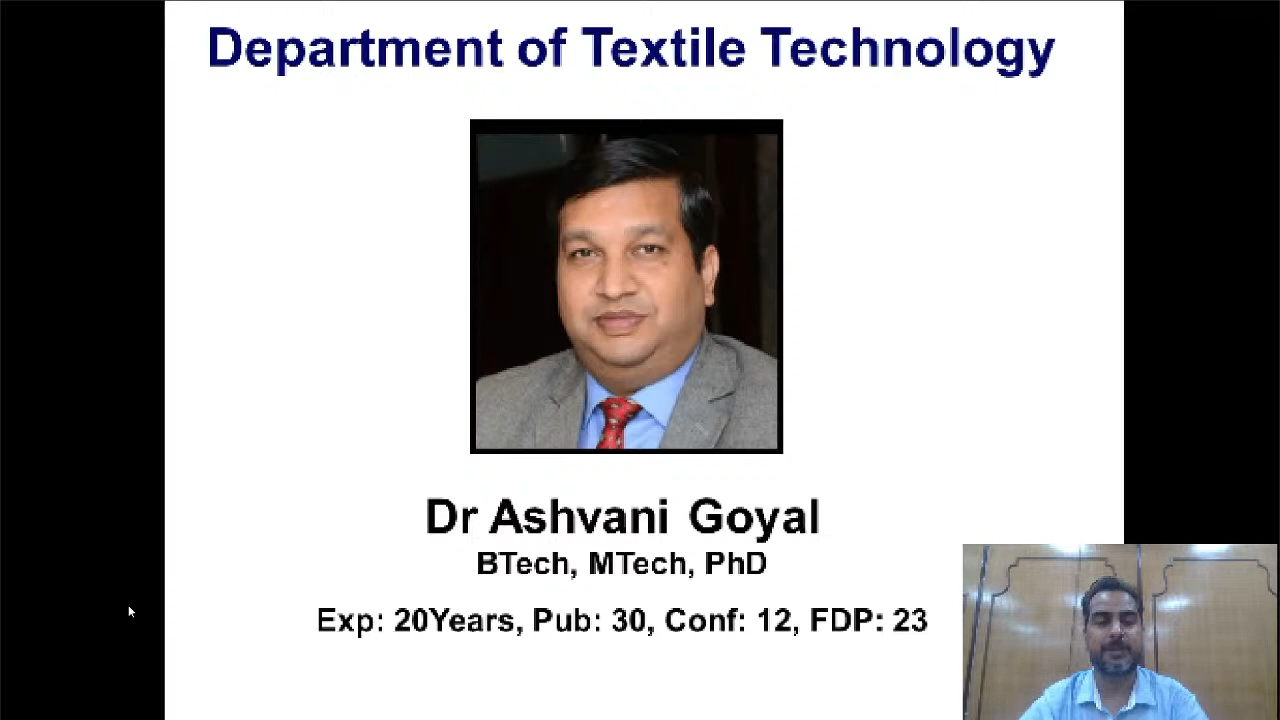 Department of Textile Technology
Dr Ashvani Goyal
BTech, MTech, PhD
Exp: 20Years, Pub: 30, Conf: 12, FDP: 23